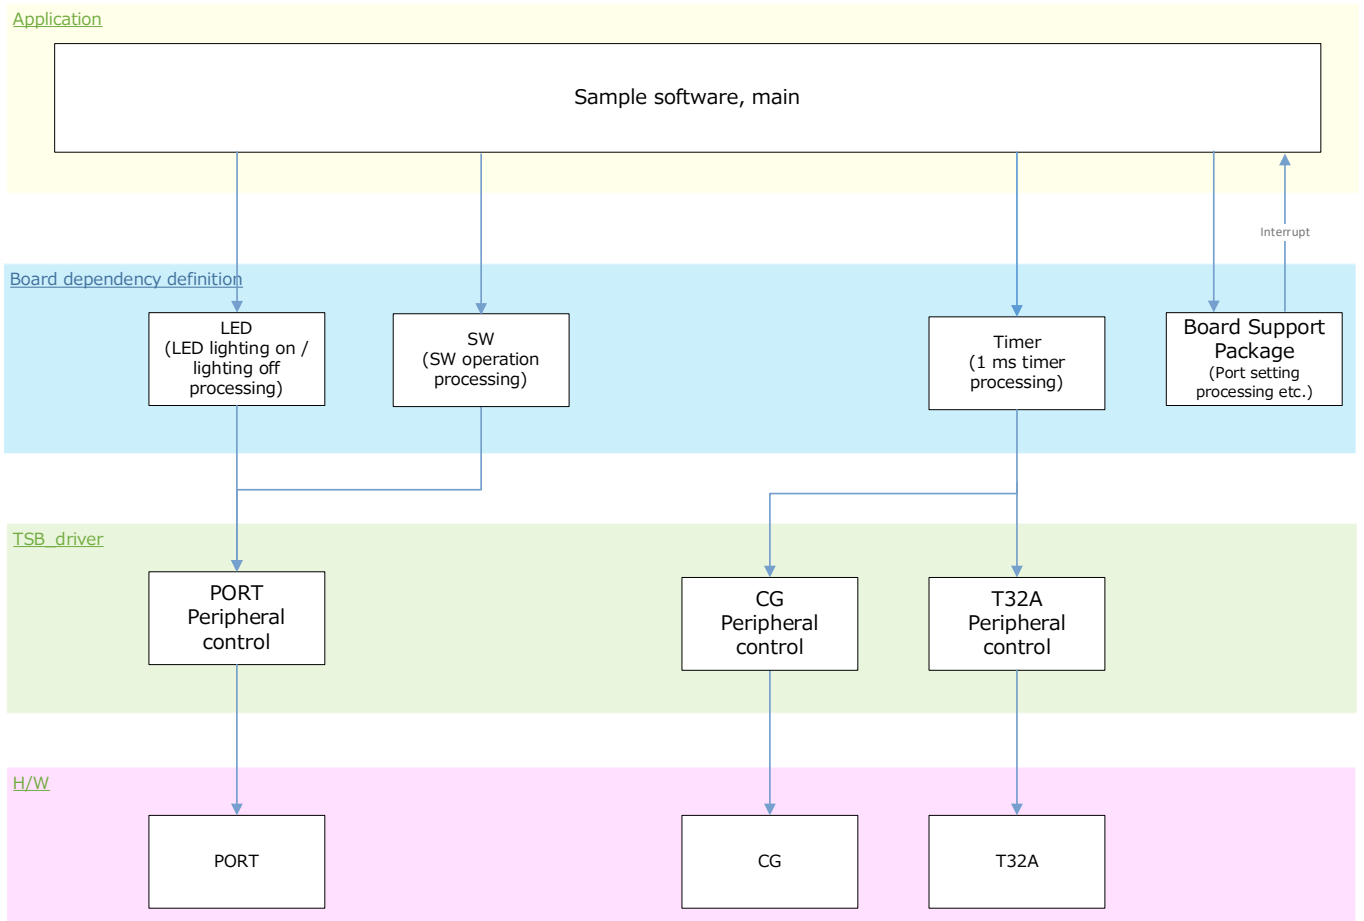 Application
Sample software, main
Interrupt
Board dependency definition
LED
(LED lighting on /
lighting off
processing)
SW
(SW operation
processing)
Timer
(1 ms timer
processing)
Board Support
Package
(Port setting
processing etc.)
TSB_driver
PORT
Peripheral
control
CG
Peripheral
control
T32A
Peripheral
control
H/W
PORT
CG
T32A